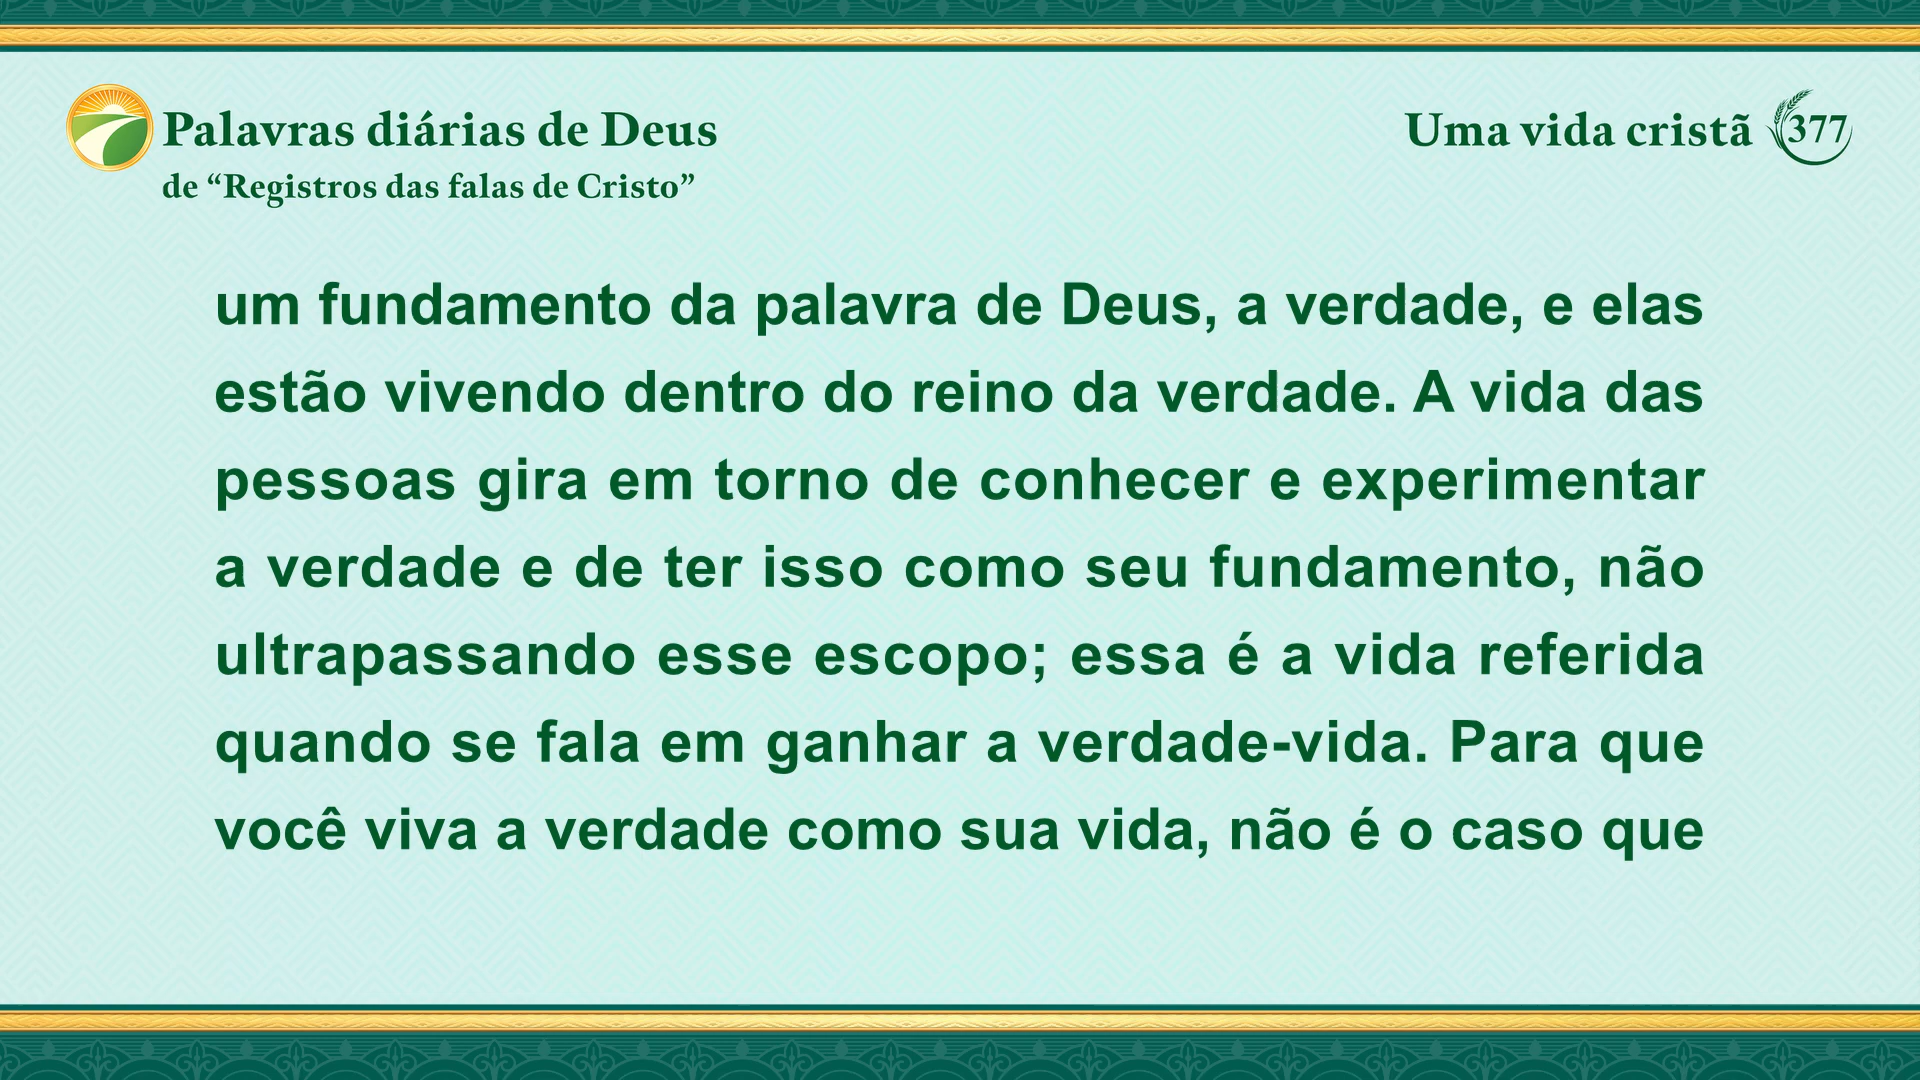 Palavras diárias de Deus
de “Registros das falas de Cristo”
Uma vida cristã 377
um fundamento da palavra de Deus, a verdade, e elas
estão vivendo dentro do reino da verdade. A vida das
pessoas gira em torno de conhecer e experimentar
a verdade e de ter isso como seu fundamento, não
ultrapassando esse escopo; essa é a vida referida
quando se fala em ganhar a verdade-vida. Para que
você viva a verdade como sua vida, não é o caso que